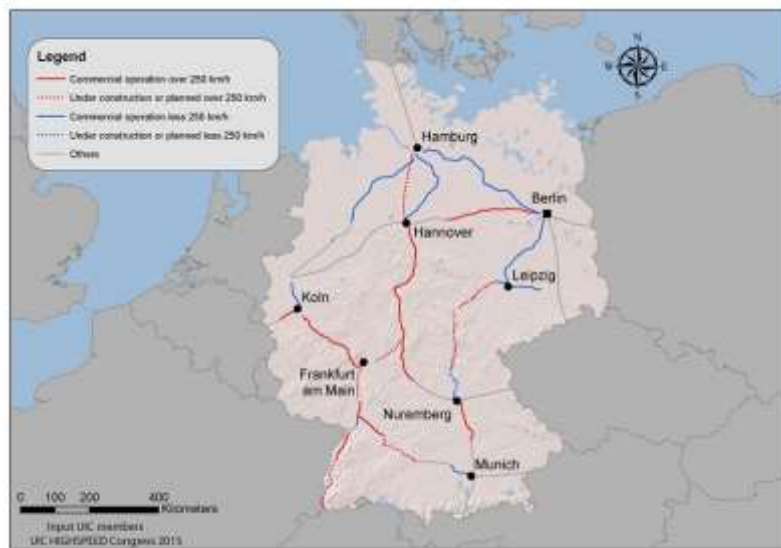 Legend
Commercial operation over 250 km/h
Under construction or planned over 250 km/h
Commercial operation less 250 km/h
Under construction or planned less 250 km/h
Others
N
W
E
S
Hamburg
Berlin
Hannover
Leipzig
Koln
Frankfurt
am Main
Nuremberg
Munich
0 100 200 400
Kilometers
Input UIC members
UIC HIGHSPEED Congress 2015